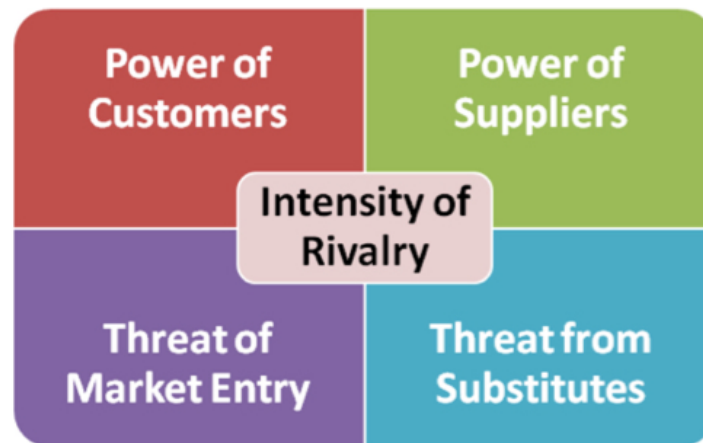 Power of
Customers
Power of
Suppliers
Intensity of
Rivalry
Threat of
Market Entry
Threat from
Substitutes